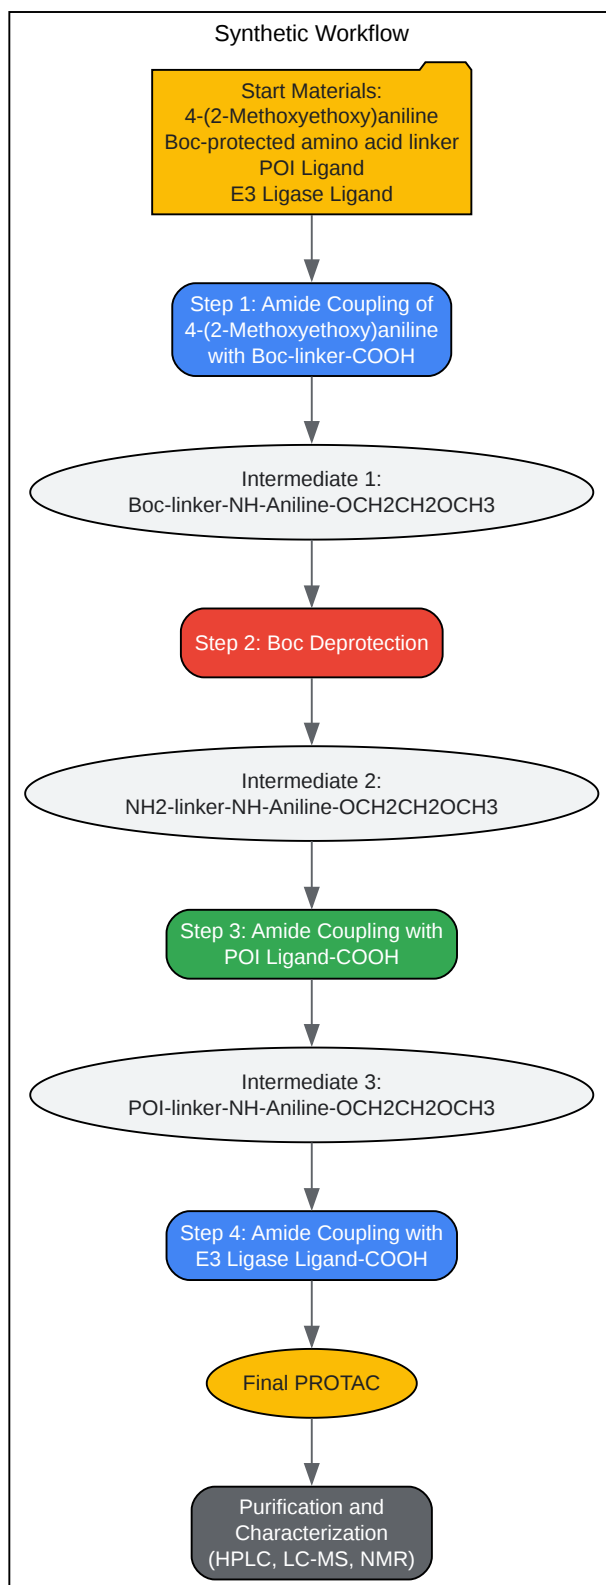 Synthetic Workflow
Start Materials:
4-(2-Methoxyethoxy)aniline
Boc-protected amino acid linker
POI Ligand
E3 Ligase Ligand
Step 1: Amide Coupling of
4-(2-Methoxyethoxy)aniline
with Boc-linker-COOH
Intermediate 1:
Boc-linker-NH-Aniline-OCH2CH2OCH3
Step 2: Boc Deprotection
Intermediate 2:
NH2-linker-NH-Aniline-OCH2CH2OCH3
Step 3: Amide Coupling with
POI Ligand-COOH
Intermediate 3:
POI-linker-NH-Aniline-OCH2CH2OCH3
Step 4: Amide Coupling with
E3 Ligase Ligand-COOH
Final PROTAC
Purification and
Characterization
(HPLC, LC-MS, NMR)